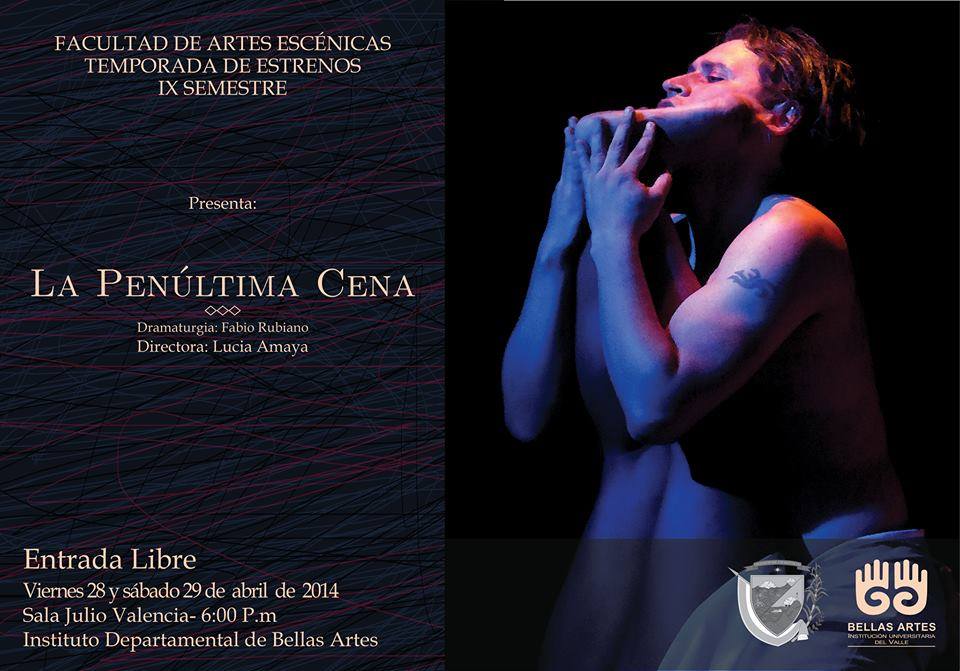 FACULTAD DE ARTES ESCÉNICAS
TEMPORADA DE ESTRENOS
IX SEMESTRE
Presenta:
LA PENÚLTIMA CENA
Dramaturgia: Fabio Rubiano
Directora: Lucia Amaya
Entrada Libre
Viernes 28 y sábado 29 de abril de 2014
Sala Julio Valencia- 6:00 P.m
Instituto Departamental de Bellas Artes
BELLAS ARTES
INSTITUCIÓN UNIVERSITARIA
DEL VALLE